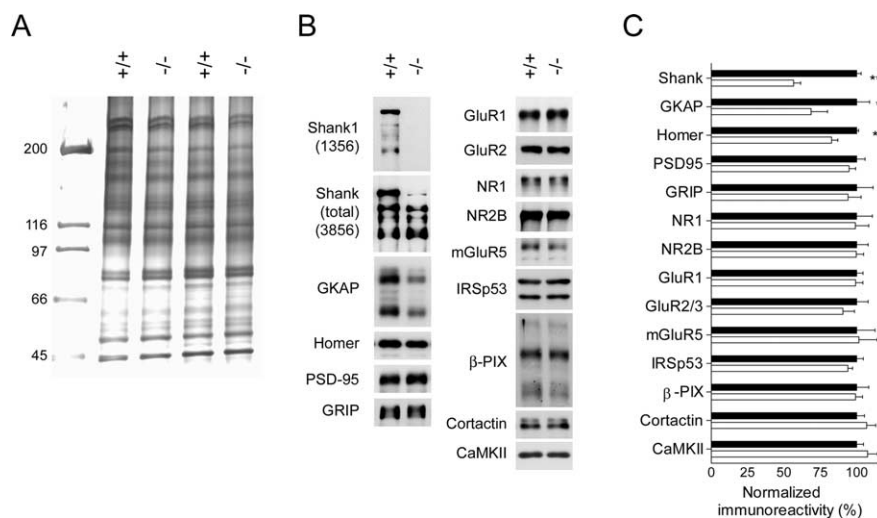 A
B
C
+/+
-/-
+/+
-/-
200
116
97
66
45
+/+
-/-
Shank1
(1356)
Shank
(total)
(3856)
GKAP
Homer
PSD-95
GRIP
+/+
-/-
GluR1
GluR2
NR1
NR2B
mGluR5
IRSp53
β-PIX
Cortactin
CaMKII
Shank
GKAP
Homer
PSD95
GRIP
NR1
NR2B
GluR1
GluR2/3
mGluR5
IRSp53
β-PIX
Cortactin
CaMKII
0 25 50 75 100
Normalized
immunoreactivity (%)